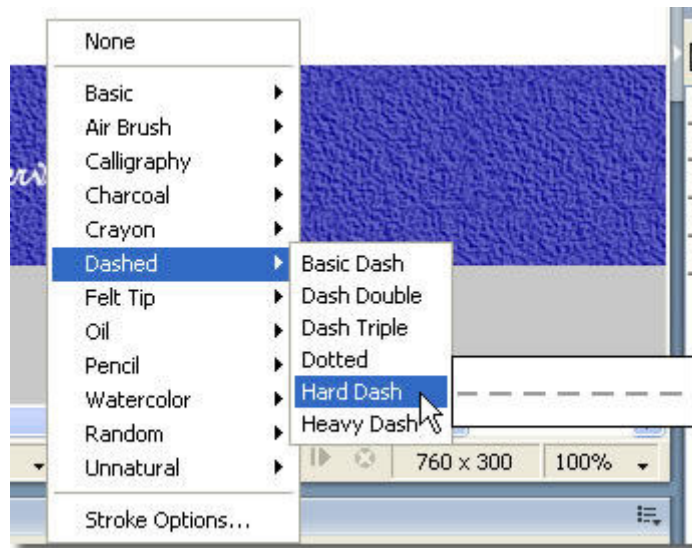 None
Basic
Air Brush
Calligraphy
Charcoal
Crayon
Dashed
Felt Tip
Oil
Pencil
Watercolor
Random
Unnatural
Stroke Options...
Basic Dash
Dash Double
Dash Triple
Dotted
Hard Dash
Heavy Dash
760 x 300
100%